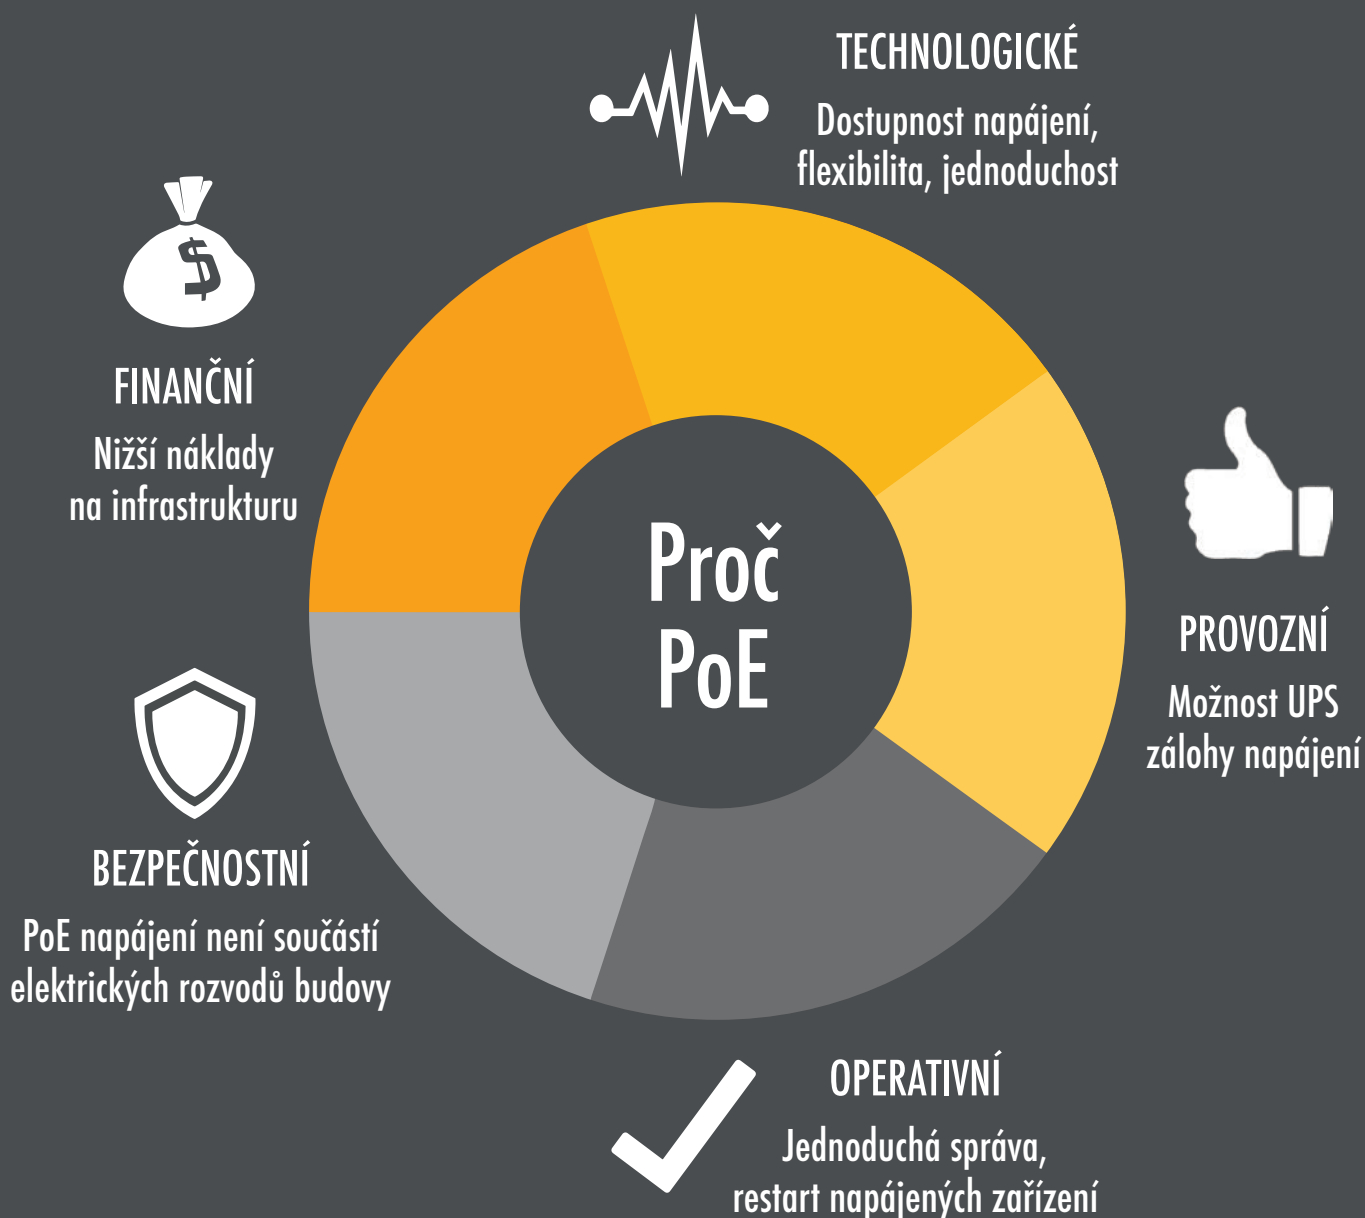 TECHNOLOGICKÉ
Dostupnost napájení,
flexibilita, jednoduchost
$
FINANČNÍ
Nižší náklady
na infrastrukturu
Proč
PoE
PROVOZNÍ
Možnost UPS
zálohy napájení
BEZPEČNOSTNÍ
PoE napájení není součástí
elektrických rozvodů budovy
OPERATIVNÍ
Jednoduchá správa,
restart napájených zařízení